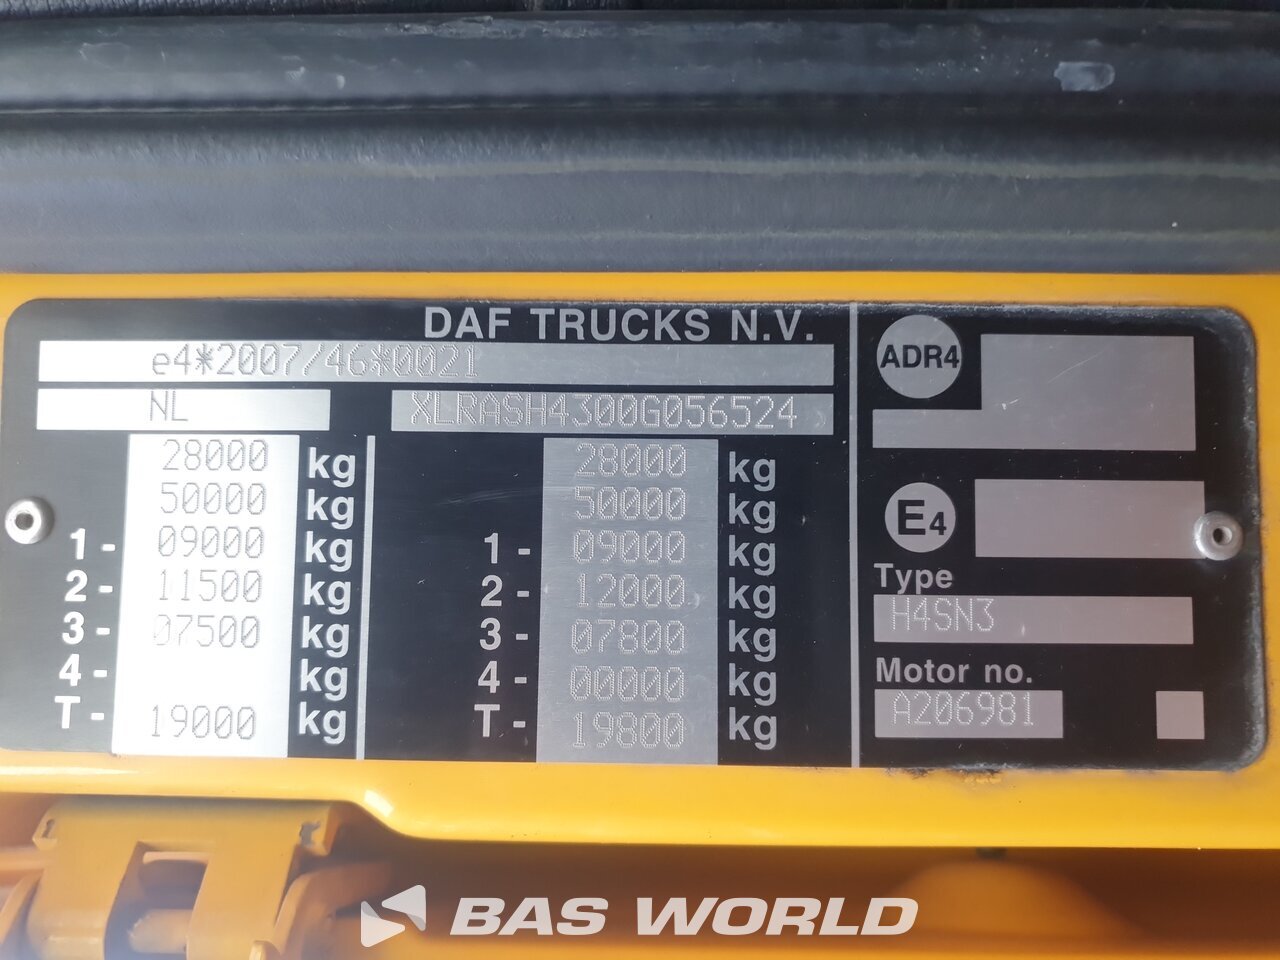 DAF TRUCKS N.V.
e4*2007/46*0021
NL XLRASH4300G056524
28000 kg 28000 kg
50000 kg 50000 kg
1- 09000 kg 1- 09000 kg
2- 11500 kg 2- 12000 kg
3- 07500 kg 3- 07800 kg
4- kg 4- 00000 kg
T- 19000 kg T- 19800 kg
ADR4
E4
Type
H4SN3
Motor no.
A206981
BAS WORLD